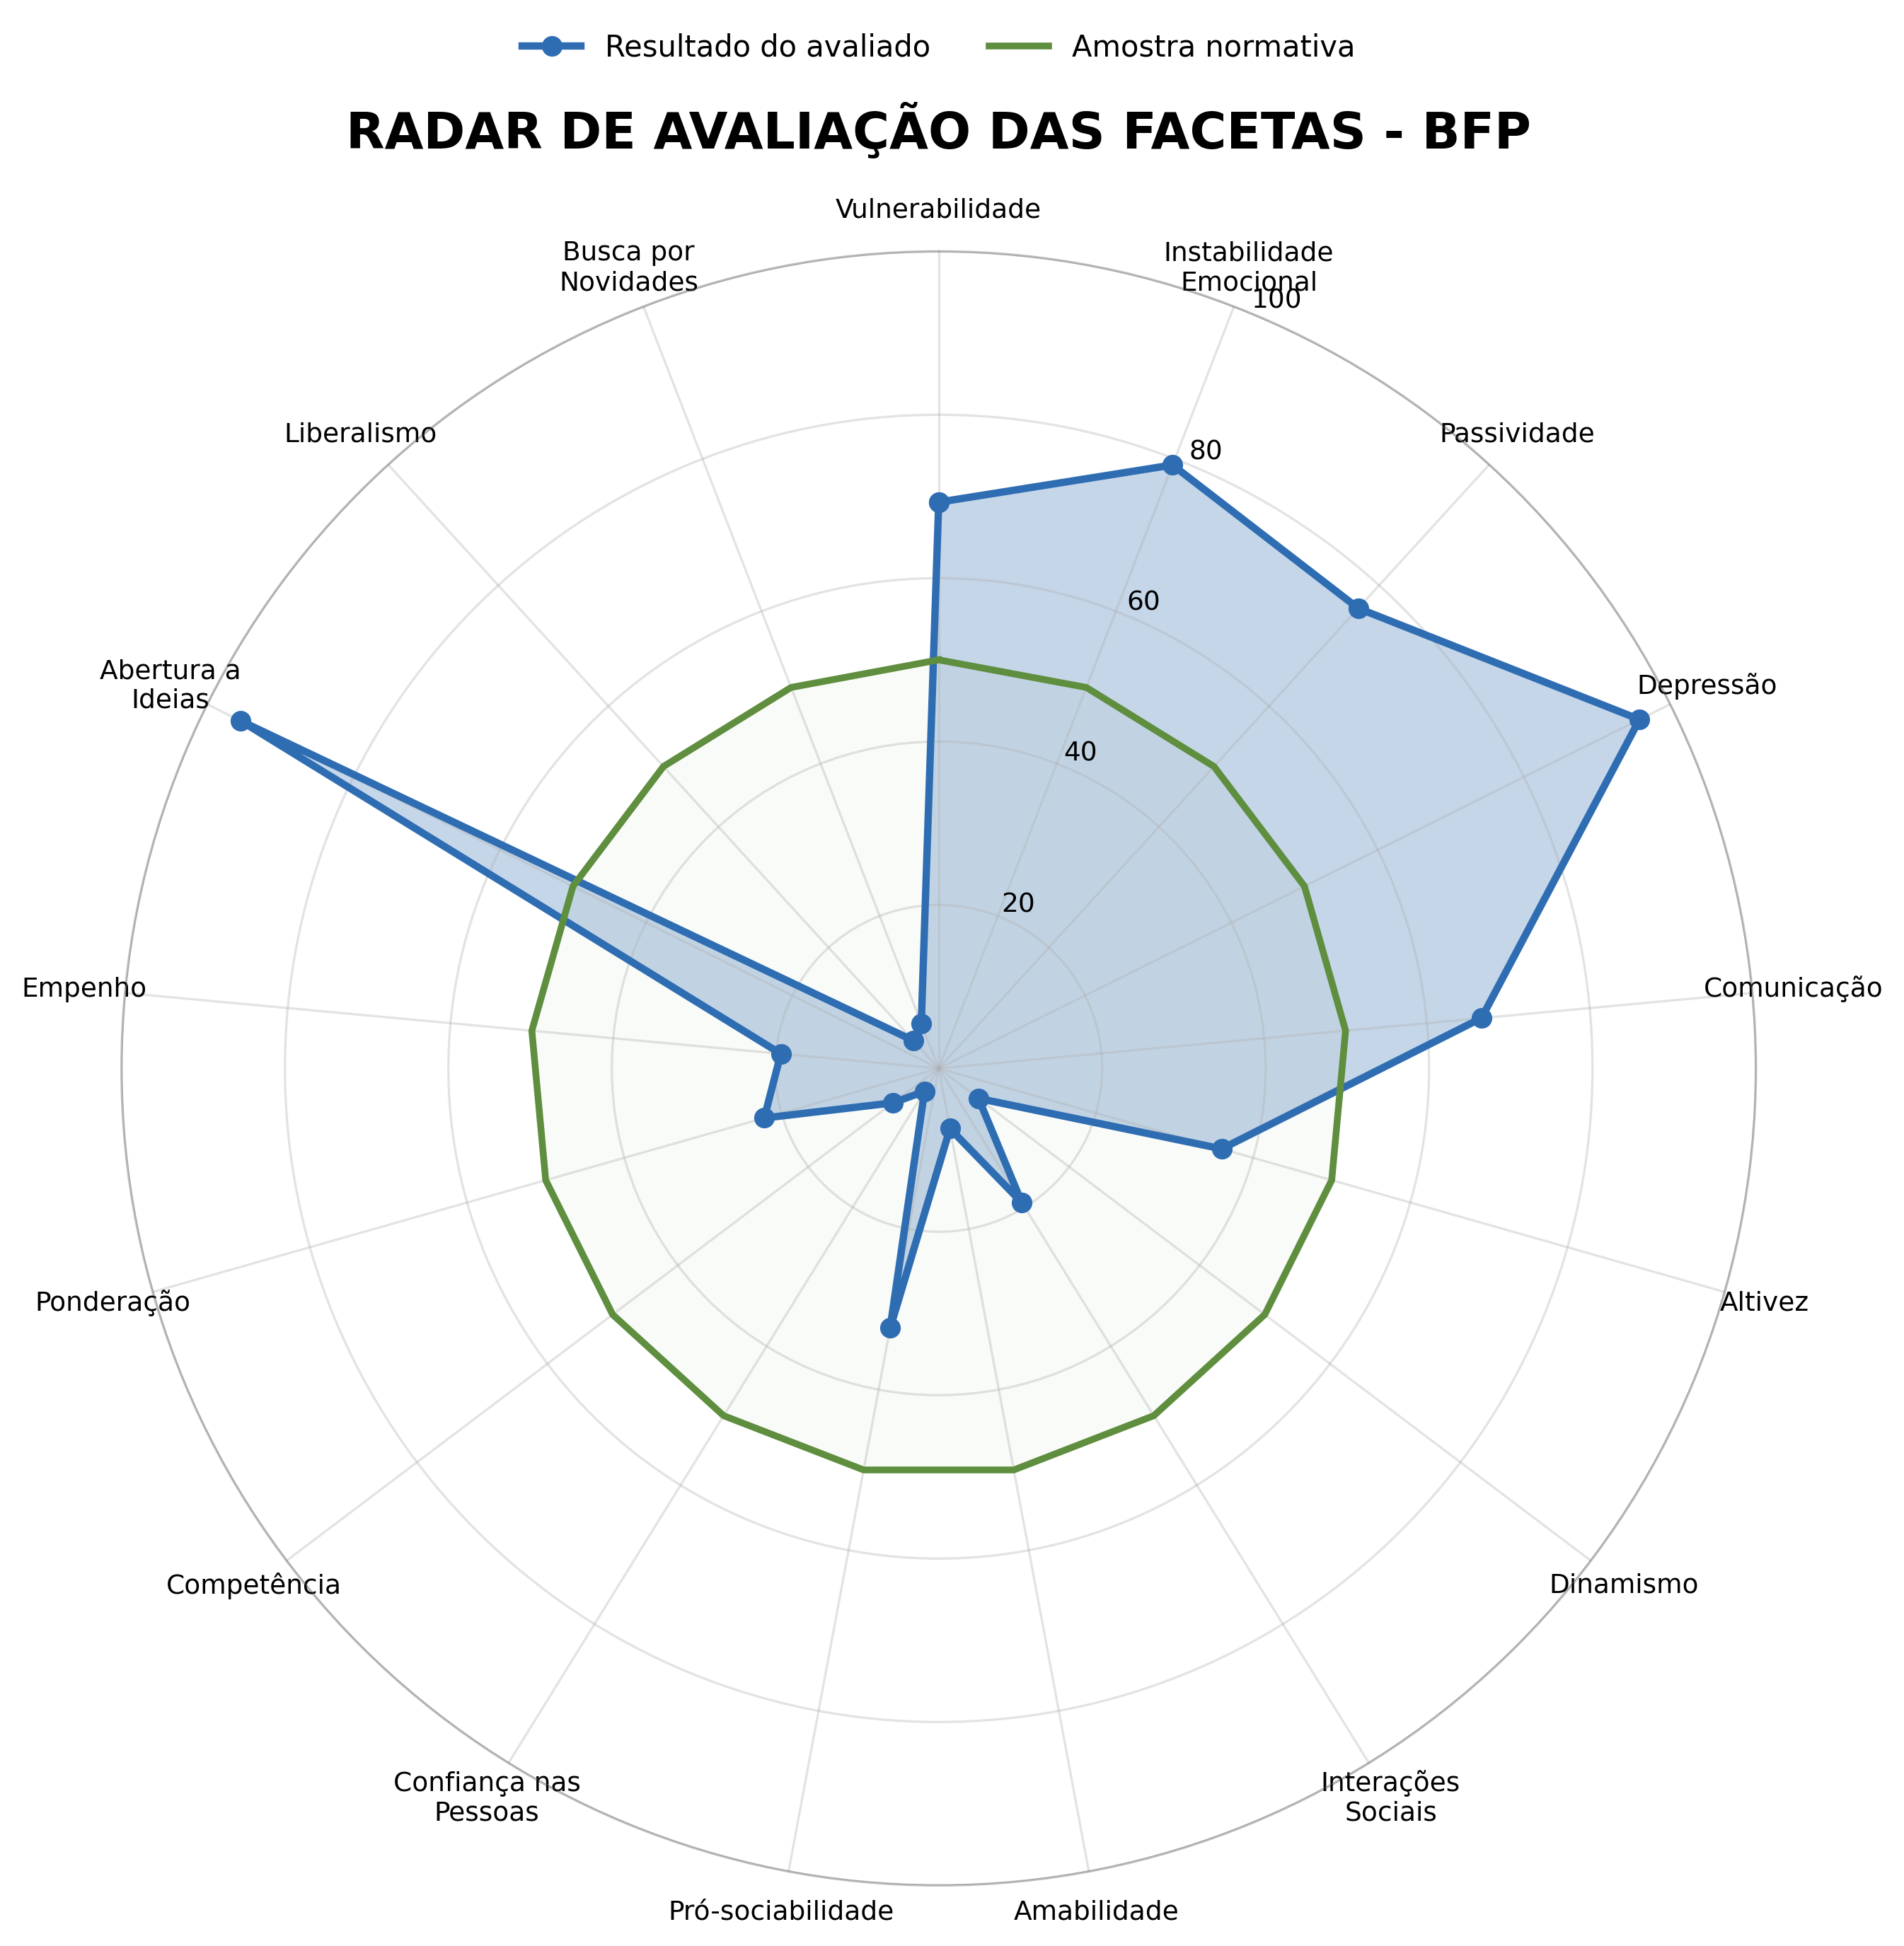 Resultado do avaliado
Amostra normativa
RADAR DE AVALIAÇÃO DAS FACETAS - BFP
Vulnerabilidade
Instabilidade
Emocional
Passividade
Depressão
Comunicação
Altivez
Dinamismo
Interações
Sociais
Amabilidade
Pró-sociabilidade
Confiança nas
Pessoas
Competência
Ponderação
Empenho
Abertura a
Ideias
Liberalismo
Busca por
Novidades
100
80
60
40
20